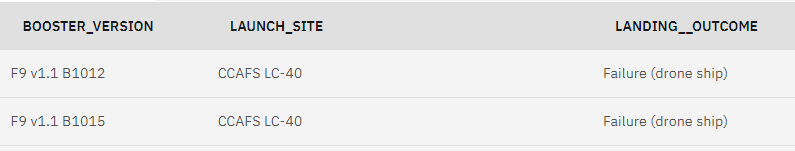 BOOSTER_VERSION LAUNCH_SITE LANDING__OUTCOME
F9 v1.1 B1012 CCAFS LC-40 Failure (drone ship)
F9 v1.1 B1015 CCAFS LC-40 Failure (drone ship)